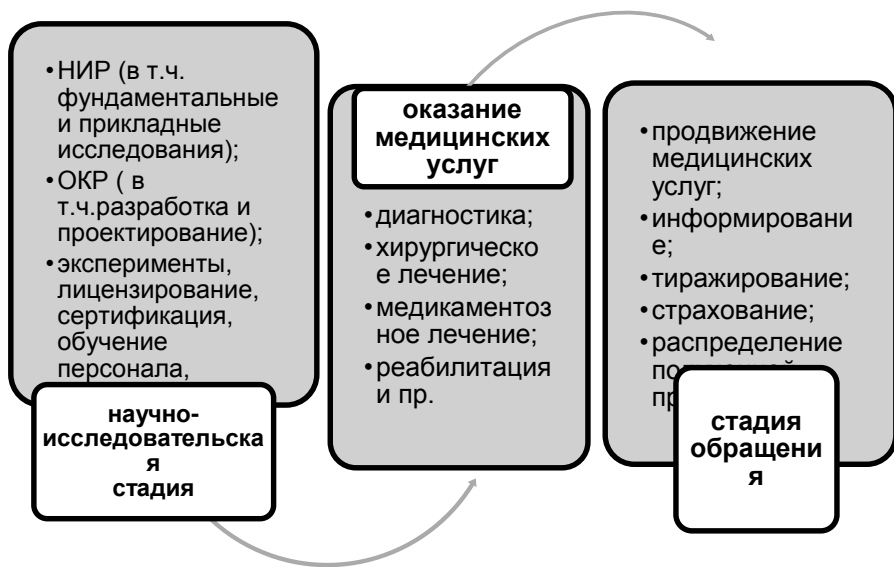 •НИР (в т.ч.
фундаментальные
и прикладные
исследования);
•ОКР ( в
т.ч.разработка и
проектирование);
•эксперименты,
лицензирование,
сертификация,
обучение
персонала,
научно-
исследовательска
я
стадия
оказание
медицинских
услуг
•диагностика;
•хирургическо
е лечение;
•медикаментоз
ное лечение;
•реабилитация
и пр.
•продвижение
медицинских
услуг;
•информировани
е;
•тиражирование;
•страхование;
•распределение
стадия
обращени
я